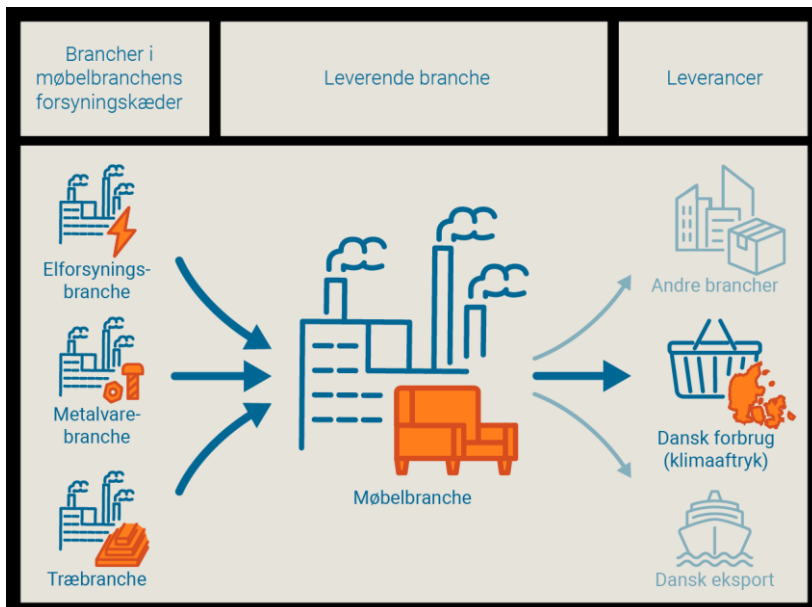 Brancher i
møbelbranchens
forsyningskæder
Leverende branche
Leverancer
Elforsynings-
branche
Metalvare-
branche
Træbranche
Møbelbranche
Andre brancher
Dansk forbrug
(klimaaftryk)
Dansk eksport